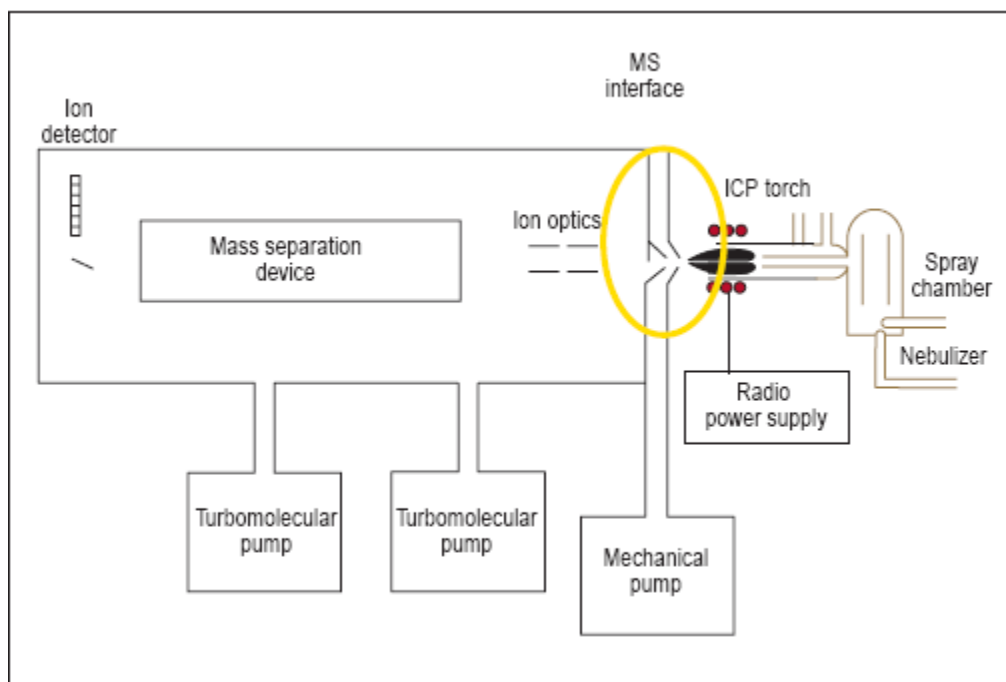 MS
interface
Ion
detector
ICP torch
Ion optics
Mass separation
device
Spray
chamber
Nebulizer
Radio
power supply
Turbomolecular
pump
Turbomolecular
pump
Mechanical
pump